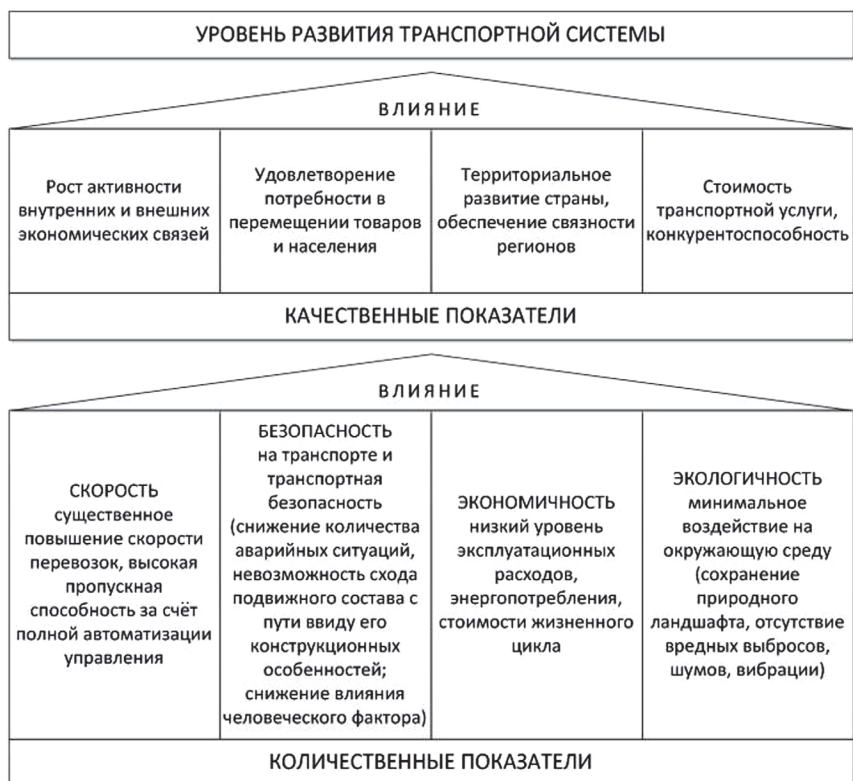 УРОВЕНЬ РАЗВИТИЯ ТРАНСПОРТНОЙ СИСТЕМЫ
ВЛИЯНИЕ
Рост активности
внутренних и внешних
экономических связей
Удовлетворение
потребности в
перемещении товаров
и населения
Территориальное
развитие страны,
обеспечение связности
регионов
Стоимость
транспортной услуги,
конкурентоспособность
КАЧЕСТВЕННЫЕ ПОКАЗАТЕЛИ
ВЛИЯНИЕ
СКОРОСТЬ
существенное
повышение скорости
перевозок, высокая
пропускная
способность за счёт
полной автоматизации
управления
БЕЗОПАСНОСТЬ
на транспорте и
транспортная
безопасность
(снижение количества
аварийных ситуаций,
невозможность схода
подвижного состава с
пути ввиду его
конструкционных
особенностей;
снижение влияния
человеческого фактора)
ЭКОНОМИЧНОСТЬ
низкий уровень
эксплуатационных
расходов,
энергопотребления,
стоимости жизненного
цикла
ЭКОЛОГИЧНОСТЬ
минимальное
воздействие на
окружающую среду
(сохранение
природного
ландшафта, отсутствие
вредных выбросов,
шумов, вибрации)
КОЛИЧЕСТВЕННЫЕ ПОКАЗАТЕЛИ